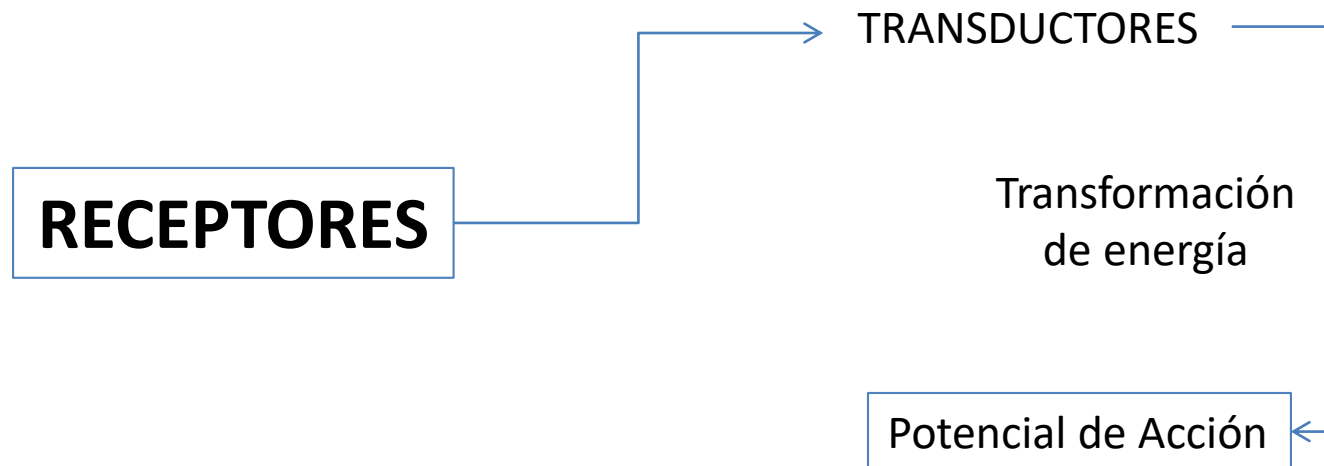 TRANSDUCTORES
RECEPTORES
Transformación
de energía
Potencial de Acción